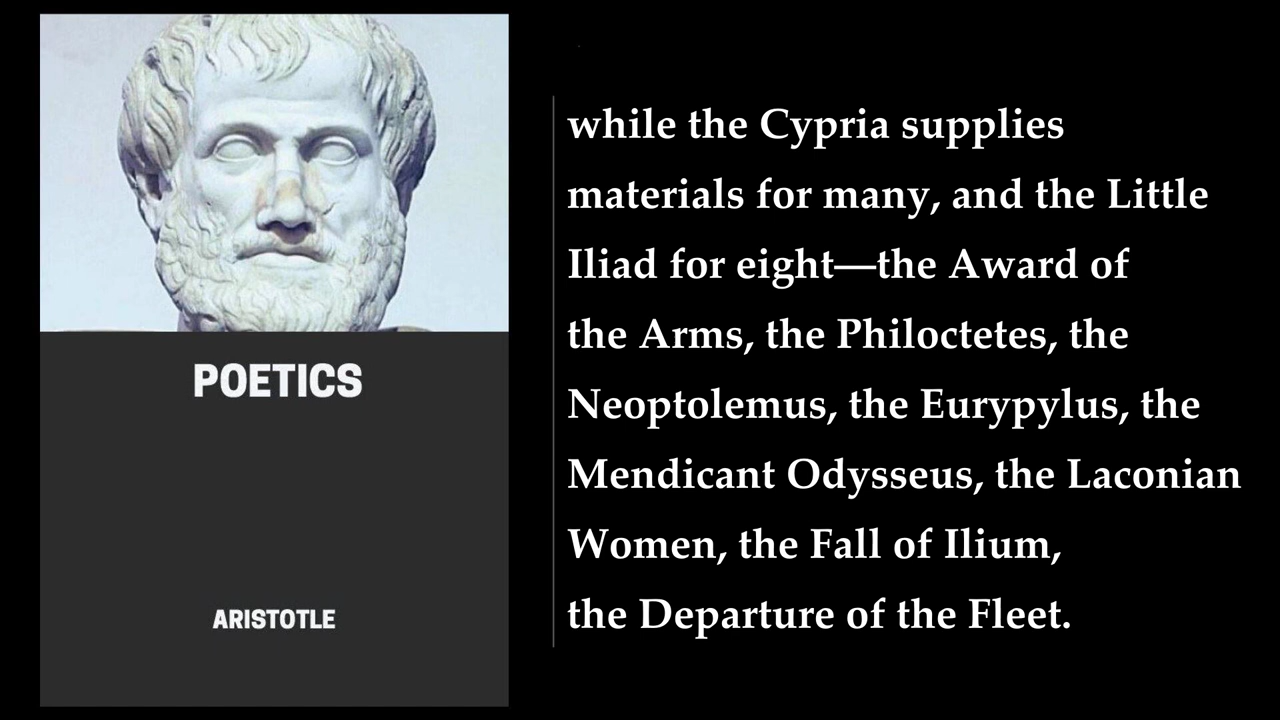 POETICS
ARISTOTLE
while the Cypria supplies
materials for many, and the Little
Iliad for eight—the Award of
the Arms, the Philoctetes, the
Neoptolemus, the Eurypylus, the
Mendicant Odysseus, the Laconian
Women, the Fall of Ilium,
the Departure of the Fleet.